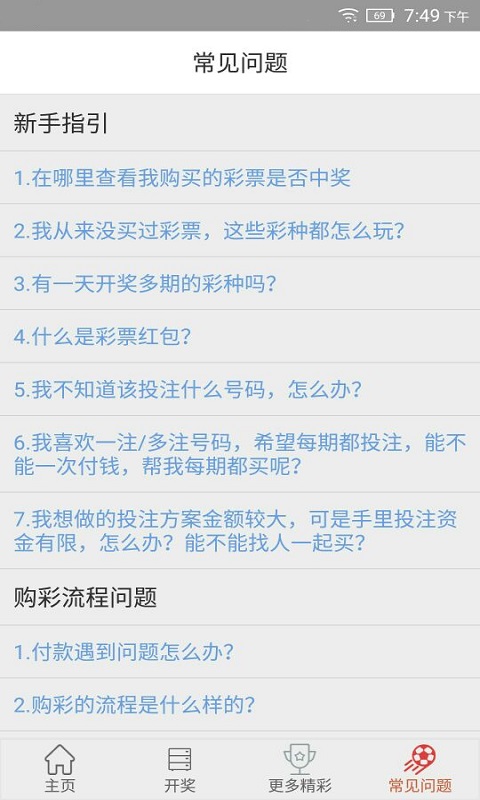 69 7:49 下午
常见问题
新手指引
1.在哪里查看我购买的彩票是否中奖
2.我从来没买过彩票，这些彩种都怎么玩？
3.有一天开奖多期的彩种吗？
4.什么是彩票红包？
5.我不知道该投注什么号码，怎么办？
6.我喜欢一注/多注号码，希望每期都投注，能不
能一次付钱，帮我每期都买呢？
7.我想做的投注方案金额较大，可是手里投注资
金有限，怎么办？能不能找人一起买？
购彩流程问题
1.付款遇到问题怎么办？
2.购彩的流程是什么样的？
主页 开奖 更多精彩 常见问题